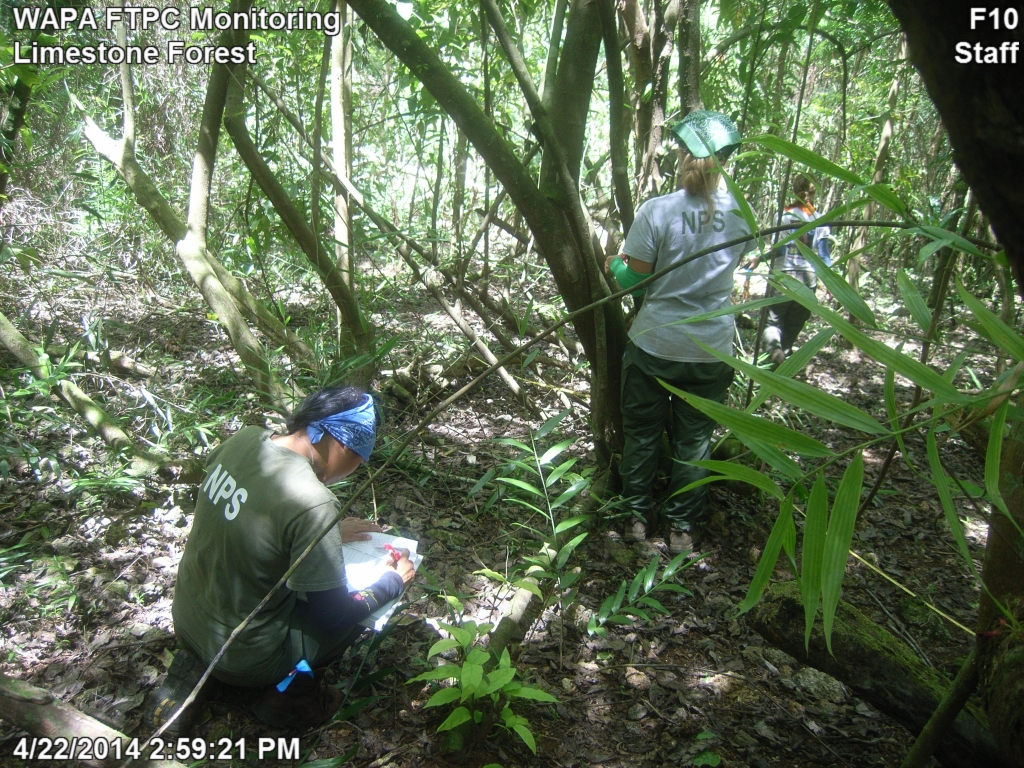 WAPA FTPC Monitoring
Limestone Forest
F10
Staff
NPS
NPS
4/22/2014 2:59:21 PM